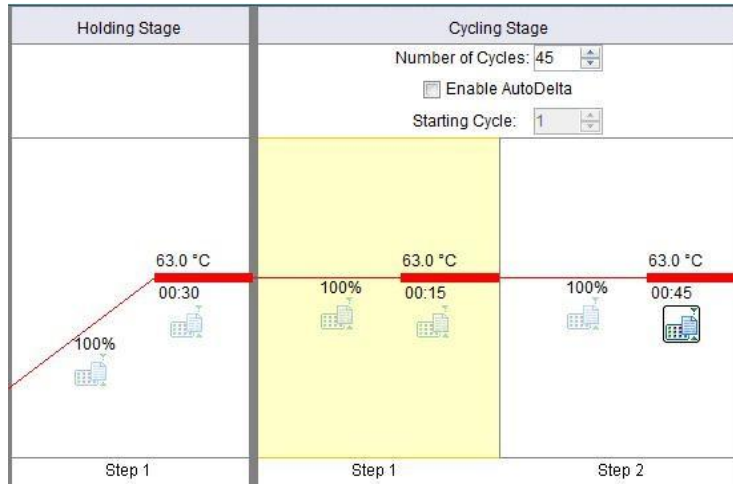 Holding Stage
Cycling Stage
Number of Cycles: 45
Enable AutoDelta
Starting Cycle: 1
63.0 °C
00:30
100%
Step 1
63.0 °C
100%
00:15
Step 1
63.0 °C
100%
00:45
Step 2